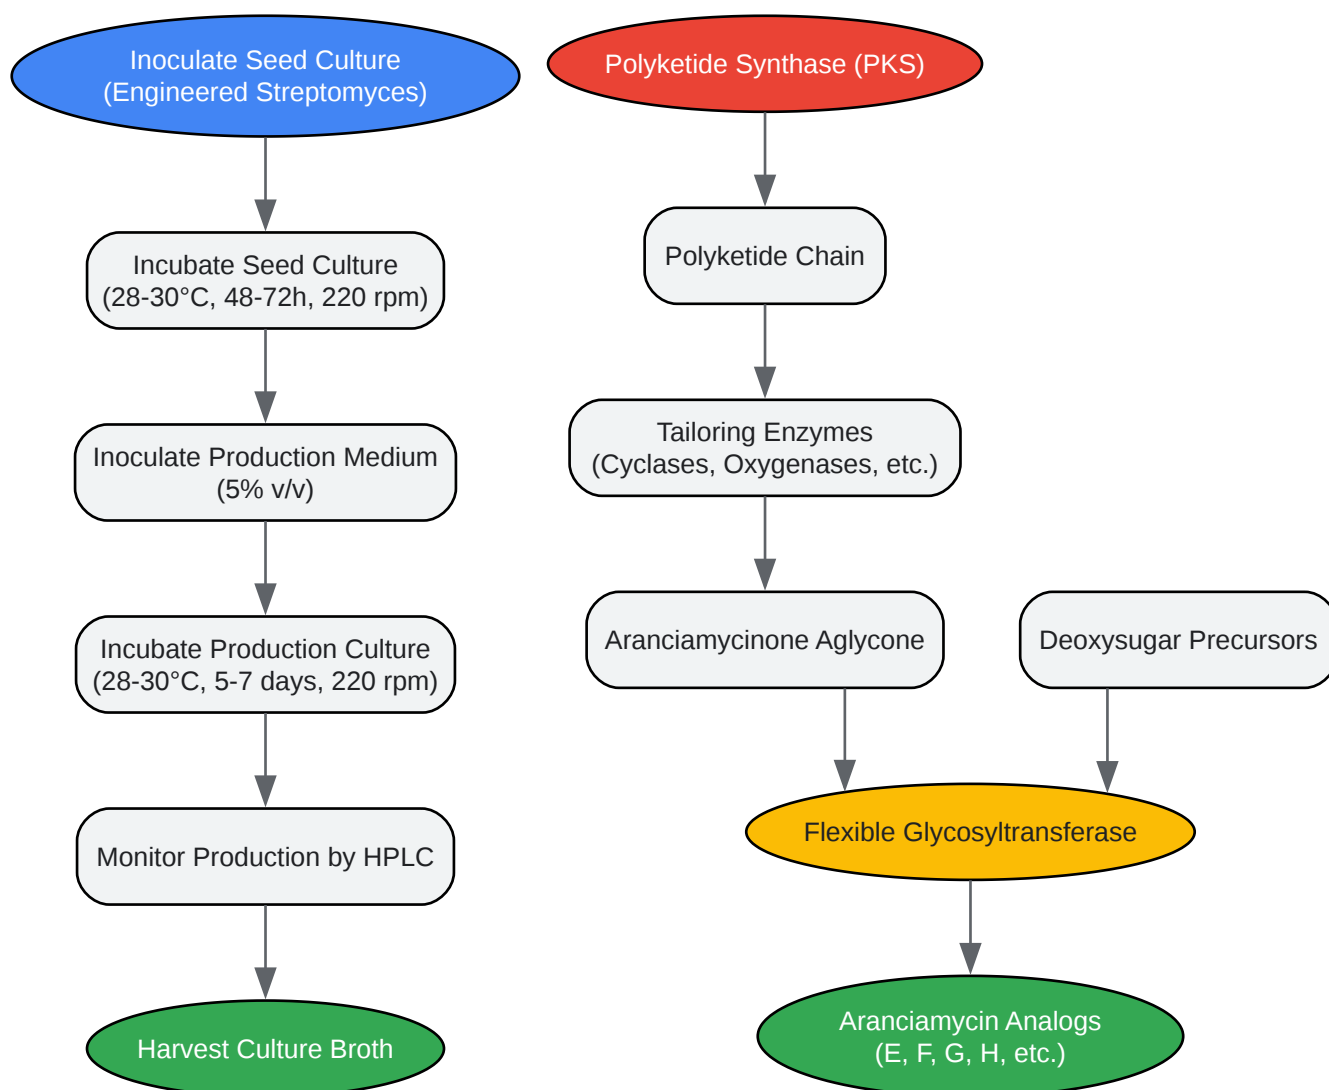 Inoculate Seed Culture
(Engineered Streptomyces)
Incubate Seed Culture
(28-30°C, 48-72h, 220 rpm)
Inoculate Production Medium
(5% v/v)
Incubate Production Culture
(28-30°C, 5-7 days, 220 rpm)
Monitor Production by HPLC
Harvest Culture Broth
Polyketide Synthase (PKS)
Polyketide Chain
Tailoring Enzymes
(Cyclases, Oxygenases, etc.)
Aranciamycinone Aglycone
Deoxysugar Precursors
Flexible Glycosyltransferase
Aranciamycin Analogs
(E, F, G, H, etc.)